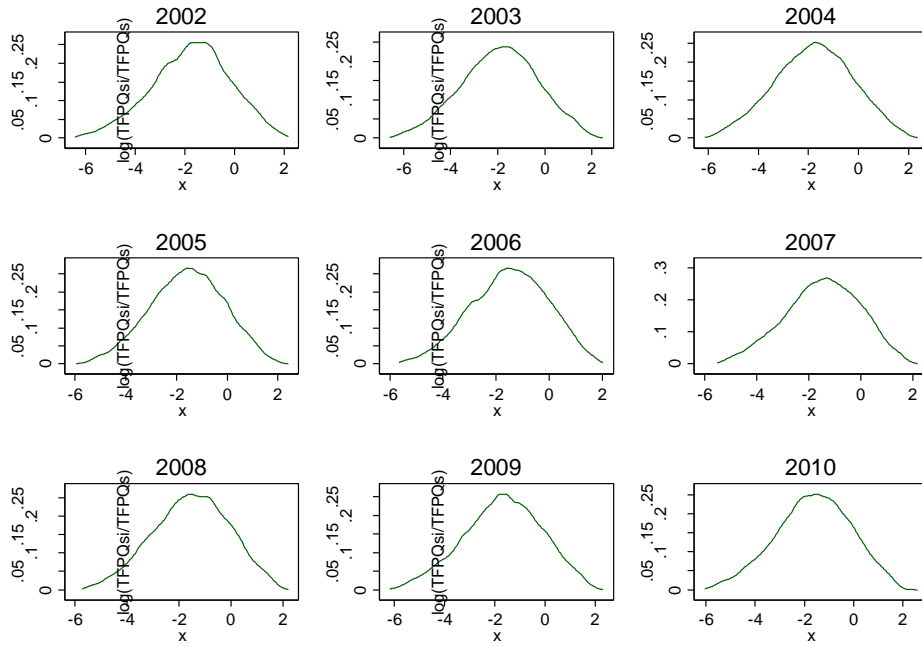 2002
2003
2004
0 .05 .1 .15 .2 .25
log(TFPQsi/TFPQs)
0 .05 .1 .15 .2 .25
log(TFPQsi/TFPQs)
0 .05 .1 .15 .2 .25
-6 -4 -2 0 2
-6 -4 -2 0 2
-6 -4 -2 0 2
x
x
x
2005
2006
2007
0 .05 .1 .15 .2 .25
log(TFPQsi/TFPQs)
0 .05 .1 .15 .2 .25
log(TFPQsi/TFPQs)
0 .1 .2 .3
-6 -4 -2 0 2
-6 -4 -2 0 2
-6 -4 -2 0 2
x
x
x
2008
2009
2010
0 .05 .1 .15 .2 .25
log(TFPQsi/TFPQs)
0 .05 .1 .15 .2 .25
log(TFPQsi/TFPQs)
0 .05 .1 .15 .2 .25
-6 -4 -2 0 2
-6 -4 -2 0 2
-6 -4 -2 0 2
x
x
x